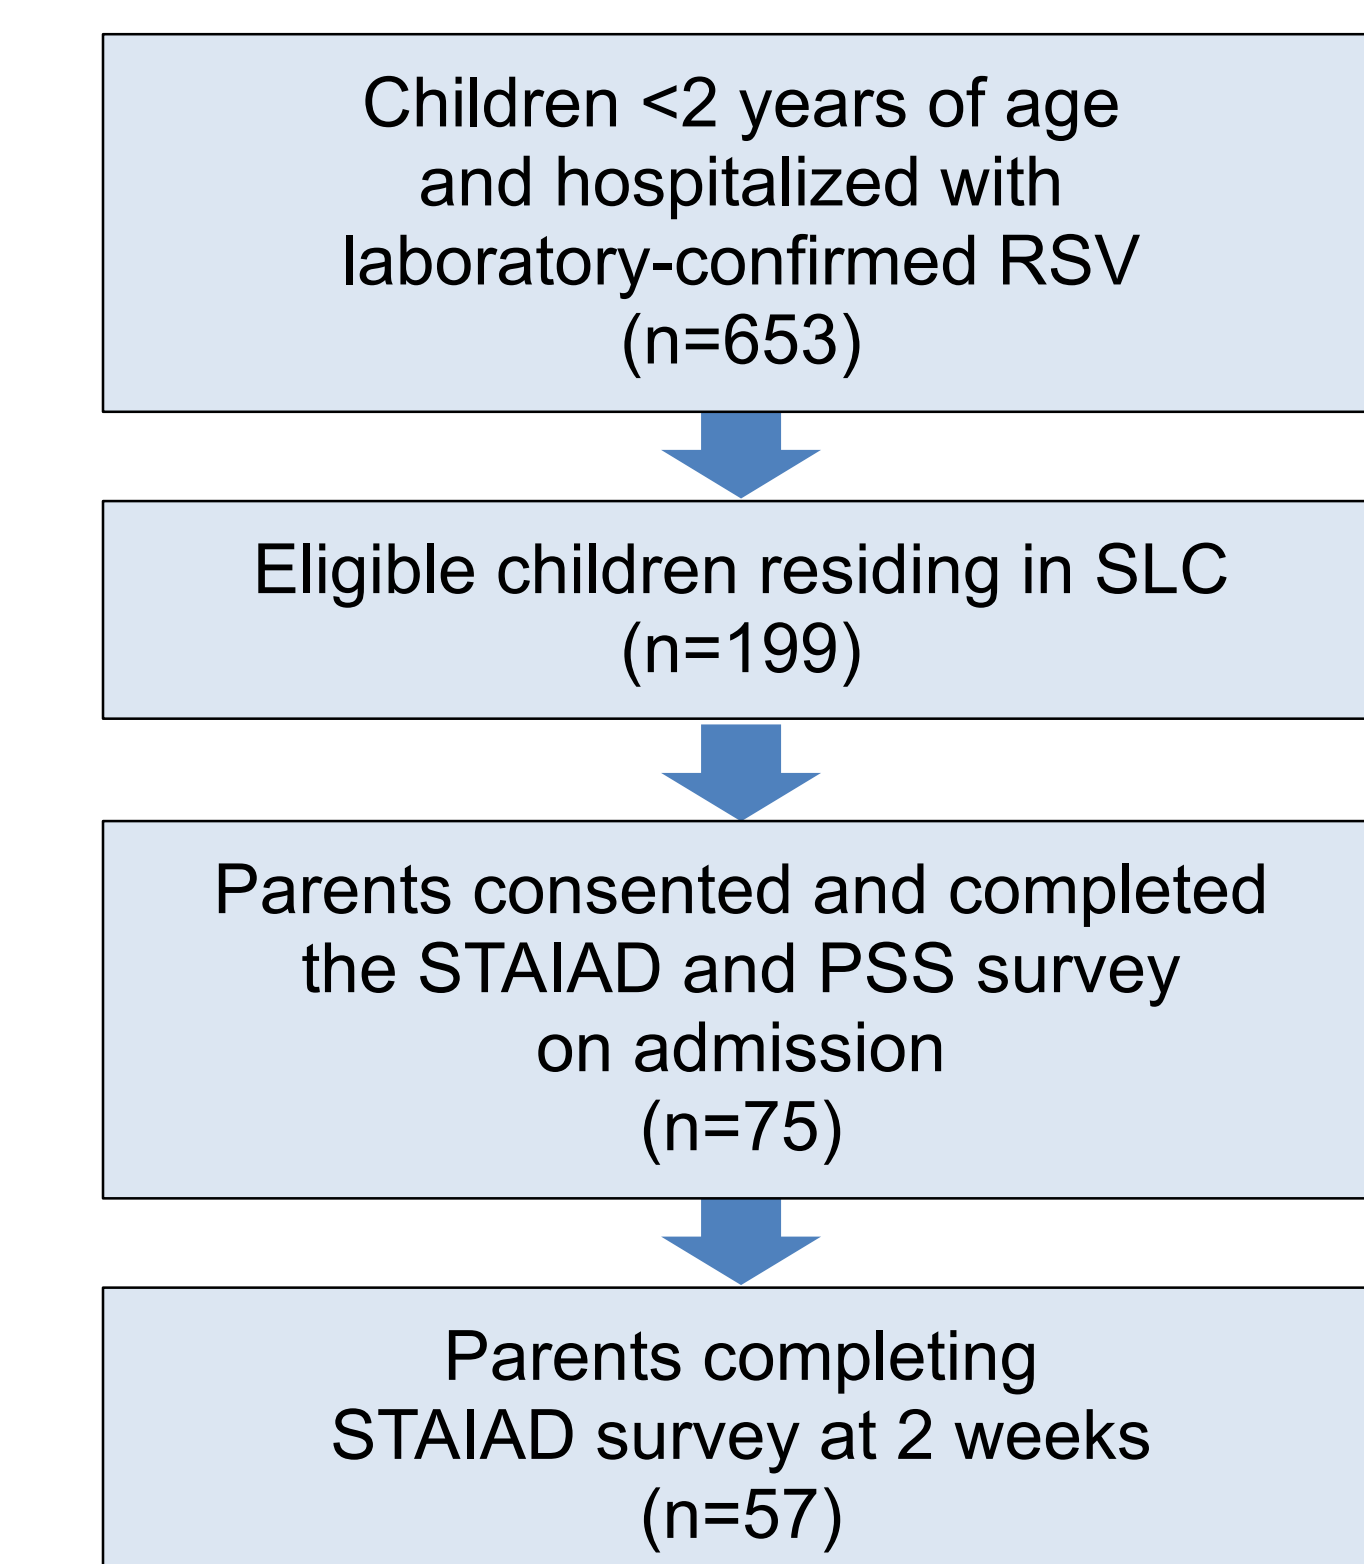 Children <2 years of age
and hospitalized with
laboratory-confirmed RSV
(n=653)
Eligible children residing in SLC
(n=199)
Parents consented and completed
the STAIAD and PSS survey
on admission
(n=75)
Parents completing
STAIAD survey at 2 weeks
(n=57)